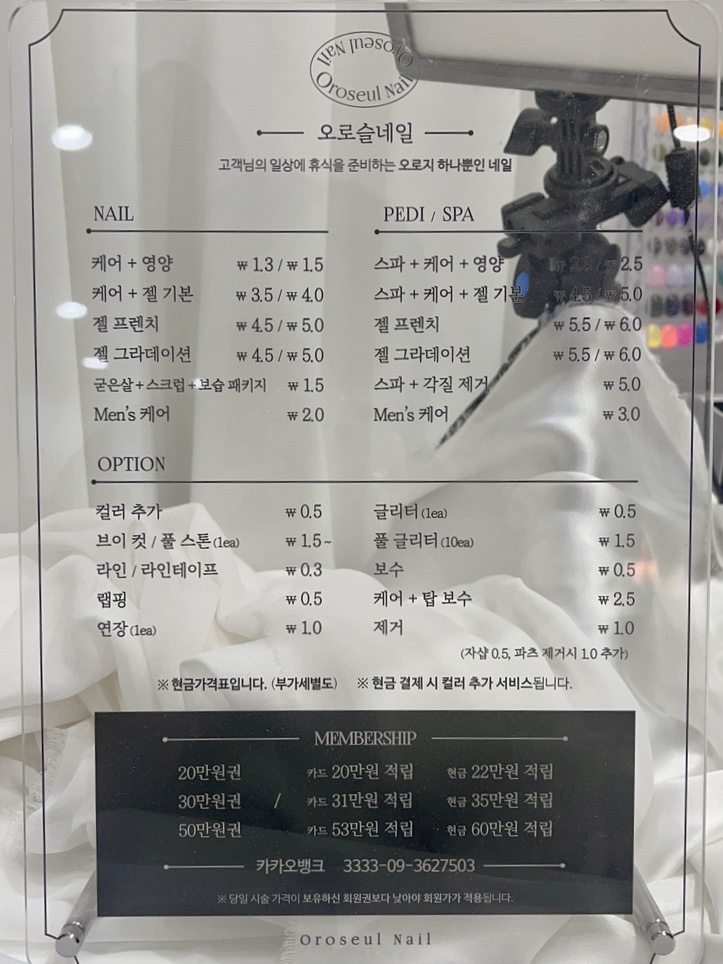 Oroseul Nail
Oroseul Nail
오로슬네일
고객님의 일상에 휴식을 준비하는 오로지 하나뿐인 네일
NAIL
케어 + 영양 ₩ 1.3 / ₩ 1.5
케어 + 젤 기본 ₩ 3.5 / ₩ 4.0
젤 프렌치 ₩ 4.5 / ₩ 5.0
젤 그라데이션 ₩ 4.5 / ₩ 5.0
굳은살 + 스크럽 + 보습 패키지 ₩ 1.5
Men's 케어 ₩ 2.0
PEDI / SPA
스파 + 케어 + 영양 / ₩ 2.5
스파 + 케어 + 젤 기본 ₩ 4.5 / ₩ 5.0
젤 프렌치 ₩ 5.5 / ₩ 6.0
젤 그라데이션 ₩ 5.5 / ₩ 6.0
스파 + 각질 제거 ₩ 5.0
Men's 케어 ₩ 3.0
OPTION
컬러 추가 ₩ 0.5
브이 컷 / 풀 스톤(1ea) ₩ 1.5~
라인 / 라인테이프 ₩ 0.3
랩핑 ₩ 0.5
연장(1ea) ₩ 1.0
글리터(1ea) ₩ 0.5
풀 글리터(10ea) ₩ 1.5
보수 ₩ 0.5
케어 + 탑 보수 ₩ 2.5
제거 ₩ 1.0
(자샵 0.5, 파츠 제거시 1.0 추가)
※ 현금가격표입니다. (부가세별도) ※ 현금 결제 시 컬러 추가 서비스됩니다.
MEMBERSHIP
20만원권 카드 20만원 적립 현금 22만원 적립
30만원권 / 카드 31만원 적립 현금 35만원 적립
50만원권 카드 53만원 적립 현금 60만원 적립
카카오뱅크 3333-09-3627503
※ 당일 시술 가격이 보유하신 회원권보다 낮아야 회원가가 적용됩니다.
Oroseul Nail